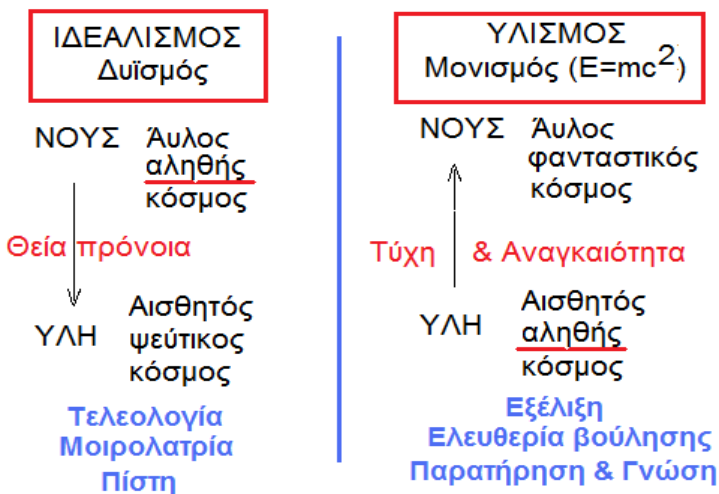 ΙΔΕΑΛΙΣΜΟΣ
Δυϊσμός
ΝΟΥΣ Άυλος
αληθής
κόσμος
Θεία πρόνοια
ΥΛΗ Αισθητός
ψεύτικος
κόσμος
Τελεολογία
Μοιρολατρία
Πίστη
ΥΛΙΣΜΟΣ
Μονισμός (E=mc²)
ΝΟΥΣ Άυλος
φανταστικός
κόσμος
Τύχη & Αναγκαιότητα
ΥΛΗ Αισθητός
αληθής
κόσμος
Εξέλιξη
Ελευθερία βούλησης
Παρατήρηση & Γνώση